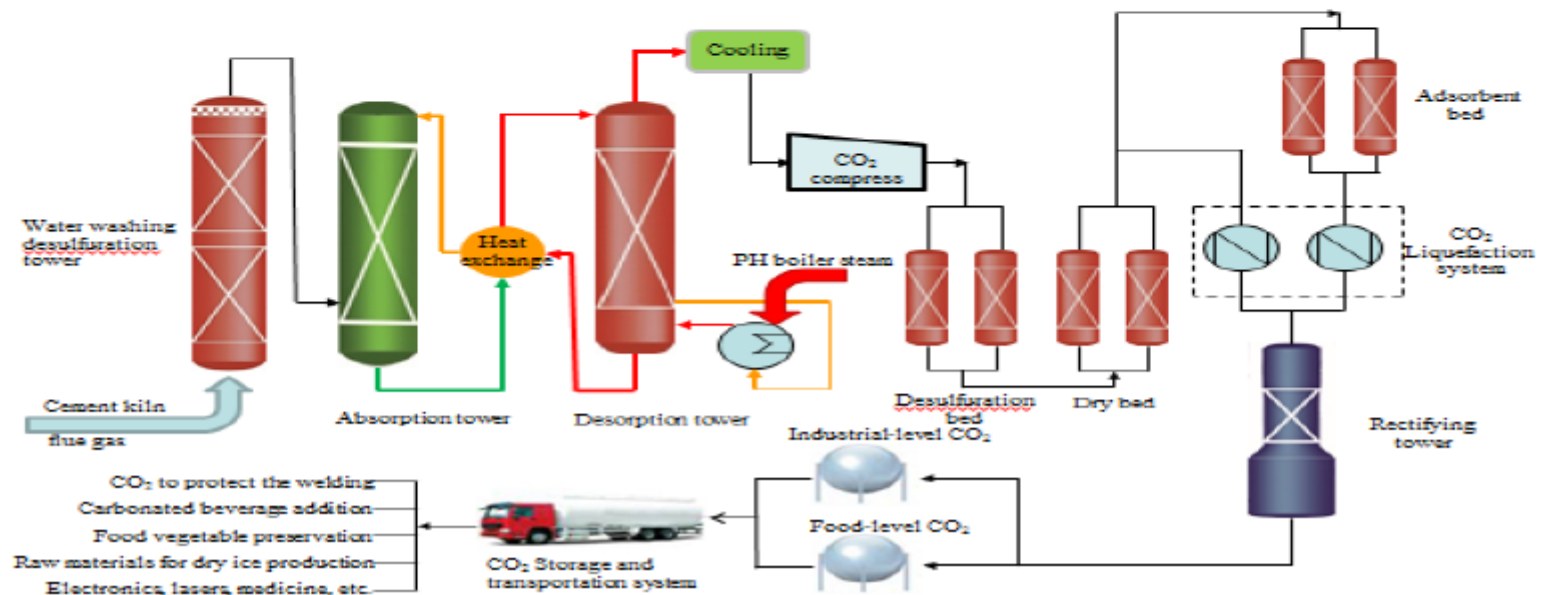 Cooling
Adsorbent
bed
CO₂
compress
Water washing
desulfuration
tower
Heat
exchange
CO₂
Liquefaction
system
PH boiler steam
Cement kiln
flue gas
Absorption tower
Desorption tower
Desulfuration
bed
Dry bed
Rectifying
tower
Industrial-level CO₂
CO₂ to protect the welding
Carbonated beverage addition
Food vegetable preservation
Raw materials for dry ice production
Electronics, lasers, medicine, etc.
Food-level CO₂
CO₂ Storage and
transportation system